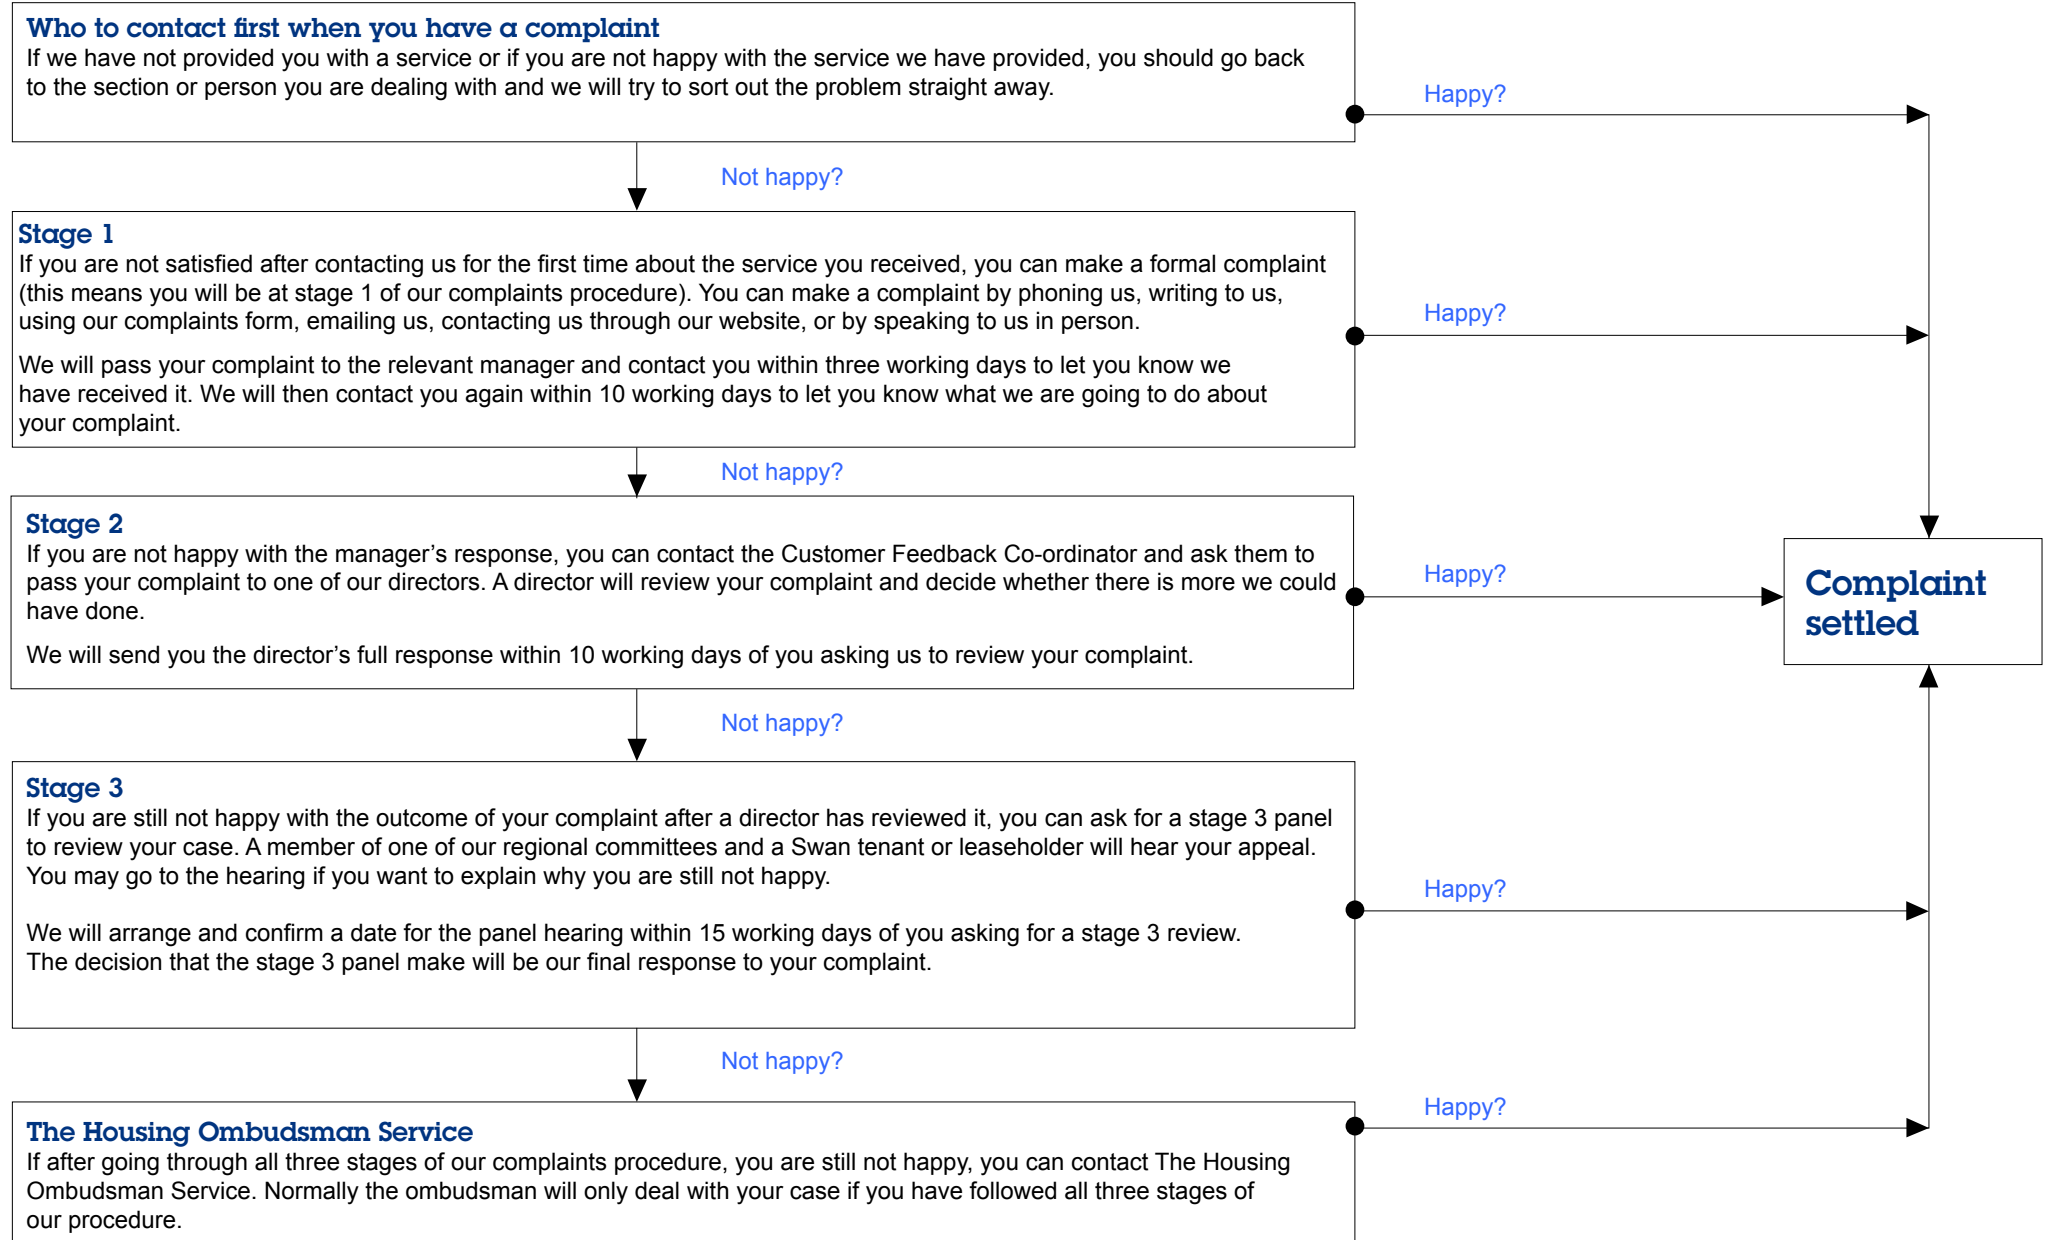 Who to contact first when you have a complaint
If we have not provided you with a service or if you are not happy with the service we have provided, you should go back
to the section or person you are dealing with and we will try to sort out the problem straight away.
Happy?
Not happy?
Stage 1
If you are not satisfied after contacting us for the first time about the service you received, you can make a formal complaint
(this means you will be at stage 1 of our complaints procedure). You can make a complaint by phoning us, writing to us,
using our complaints form, emailing us, contacting us through our website, or by speaking to us in person.
We will pass your complaint to the relevant manager and contact you within three working days to let you know we
have received it. We will then contact you again within 10 working days to let you know what we are going to do about
your complaint.
Happy?
Not happy?
Stage 2
If you are not happy with the manager’s response, you can contact the Customer Feedback Co-ordinator and ask them to
pass your complaint to one of our directors. A director will review your complaint and decide whether there is more we could
have done.
We will send you the director’s full response within 10 working days of you asking us to review your complaint.
Happy?
Complaint
settled
Not happy?
Stage 3
If you are still not happy with the outcome of your complaint after a director has reviewed it, you can ask for a stage 3 panel
to review your case. A member of one of our regional committees and a Swan tenant or leaseholder will hear your appeal.
You may go to the hearing if you want to explain why you are still not happy.
We will arrange and confirm a date for the panel hearing within 15 working days of you asking for a stage 3 review.
The decision that the stage 3 panel make will be our final response to your complaint.
Happy?
Not happy?
The Housing Ombudsman Service
If after going through all three stages of our complaints procedure, you are still not happy, you can contact The Housing
Ombudsman Service. Normally the ombudsman will only deal with your case if you have followed all three stages of
our procedure.
Happy?